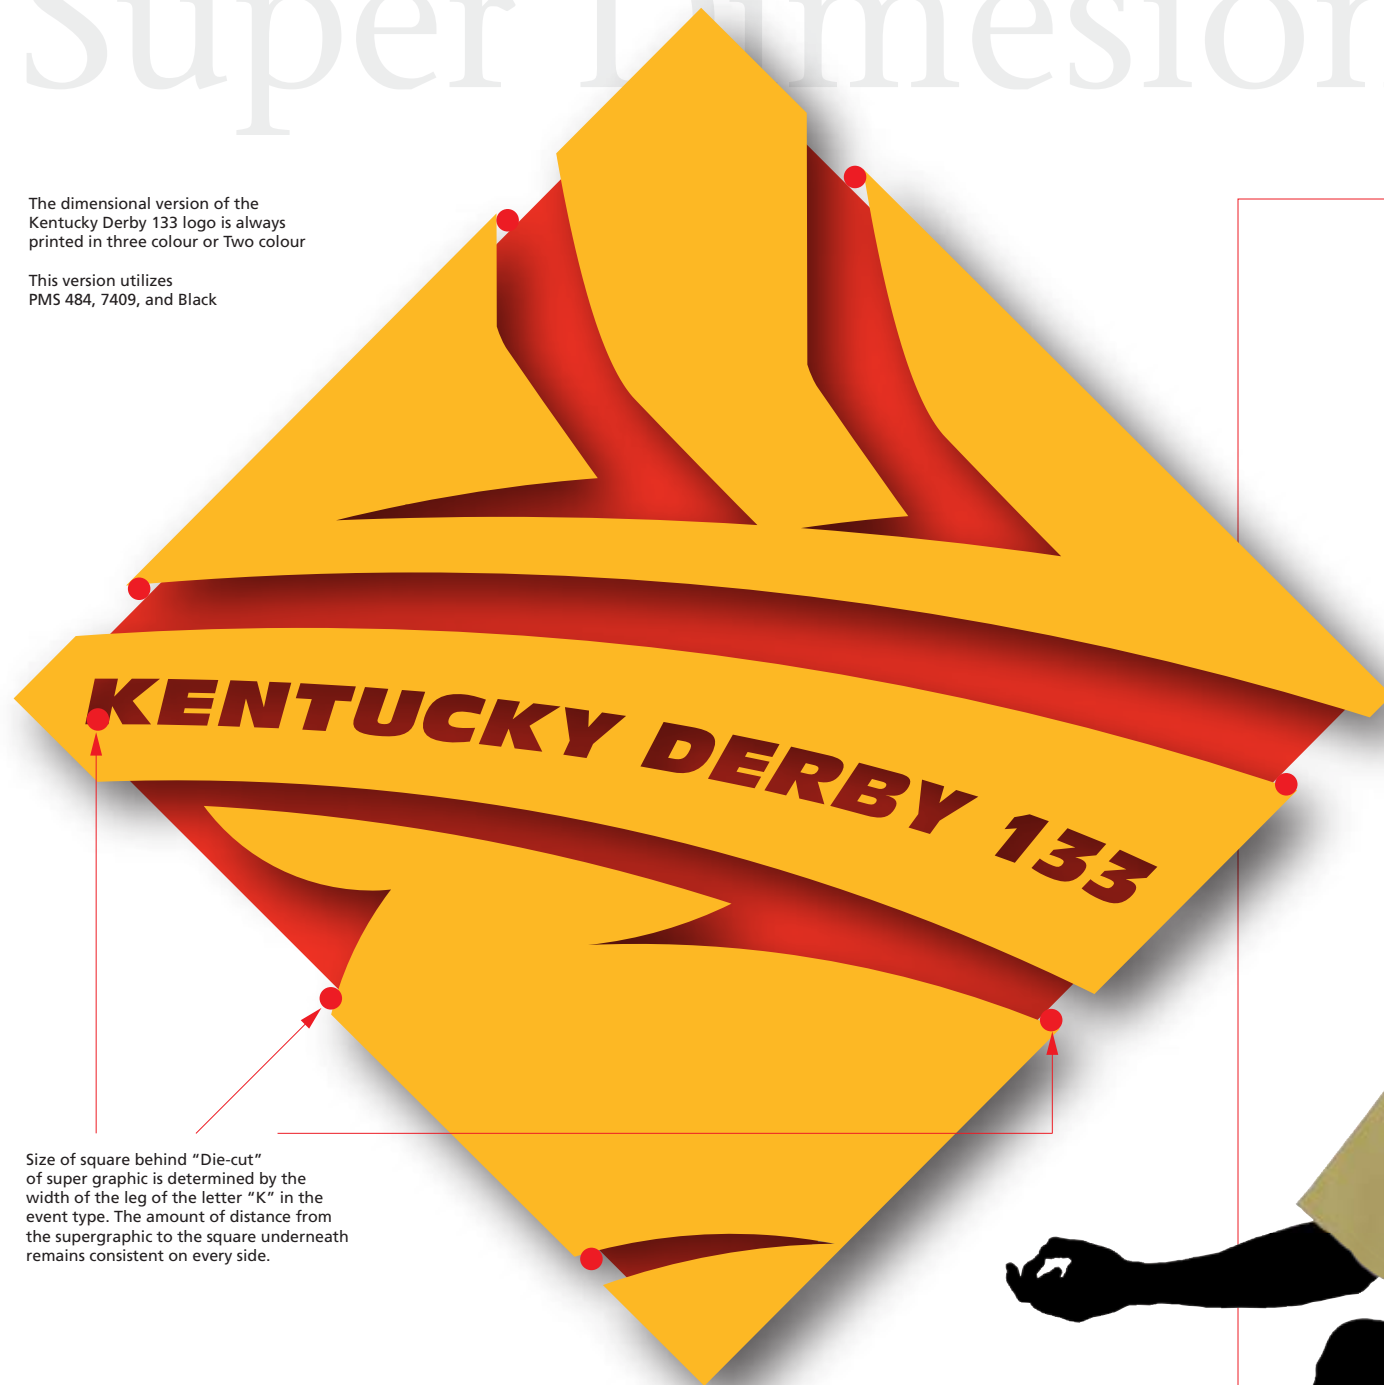 Super Dimesion
The dimensional version of the
Kentucky Derby 133 logo is always
printed in three colour or Two colour
This version utilizes
PMS 484, 7409, and Black
KENTUCKY DERBY 133
Size of square behind “Die-cut”
of super graphic is determined by the
width of the leg of the letter “K” in the
event type. The amount of distance from
the supergraphic to the square underneath
remains consistent on every side.